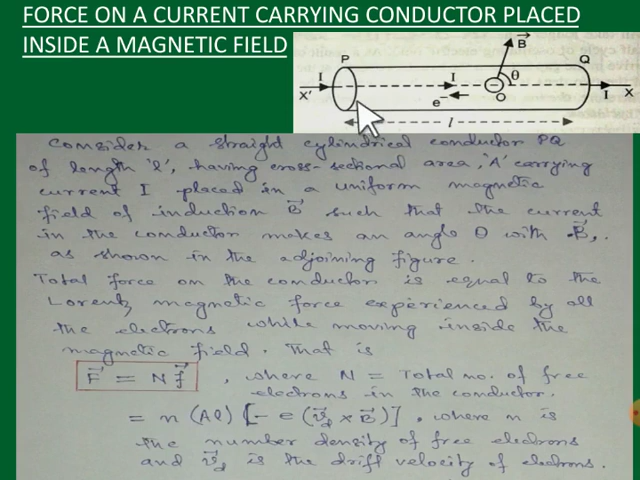 FORCE ON A CURRENT CARRYING CONDUCTOR PLACED
INSIDE A MAGNETIC FIELD
B⃗
P
Q
I
I
θ
X'
e⁻
O
I
X
l
Consider a straight cylindrical conductor PQ
of length 'l', having cross-sectional area, 'A' carrying
current I placed in a uniform magnetic
field of induction B⃗ such that the current
in the conductor makes an angle θ with B⃗,
as shown in the adjoining figure.
Total force on the conductor is equal to the
Lorentz magnetic force experienced by all
the electrons while moving inside the
magnetic field. That is
F⃗ = N f⃗ , where N = Total no. of free
electrons in the conductor.
= n (Al) [- e (v⃗d × B⃗)] , where n is
the number density of free electrons
and v⃗d is the drift velocity of electrons.